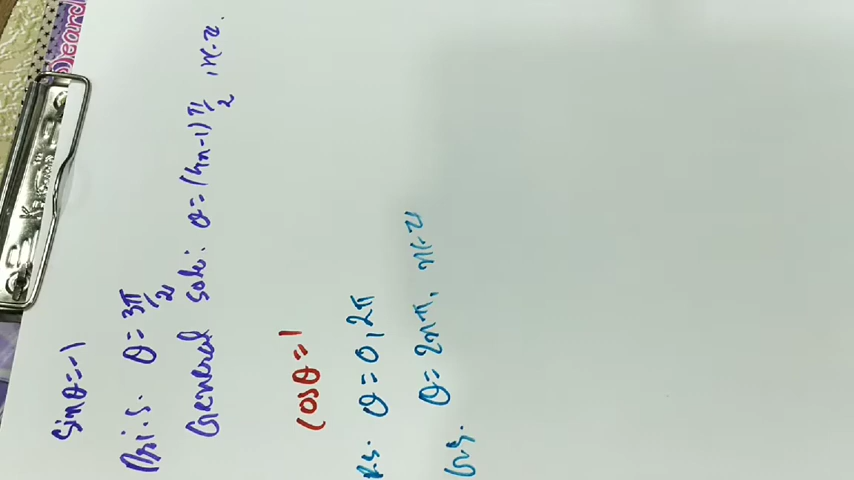 sinθ=-1
Pri.S. θ=3π/2
General soln: θ=(4n-1)π/2, n∈z.
cosθ=1
P.S. θ=0,2π
G.S. θ=2nπ, n∈z